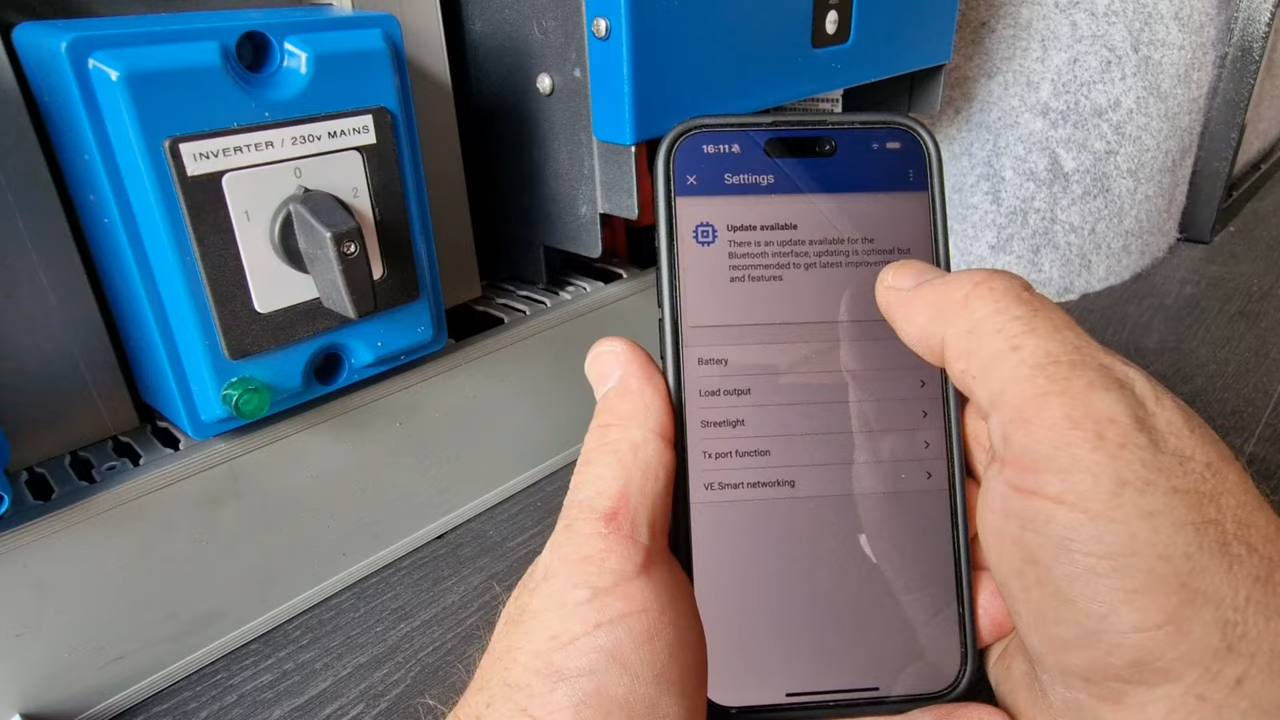 INVERTER / 230V MAINS
0
1
2
16:11
Settings
Update available
There is an update available for the
Bluetooth interface, updating is optional but
recommended to get latest
and features.
Battery
Load output
Streetlight
Tx port function
VE.Smart networking